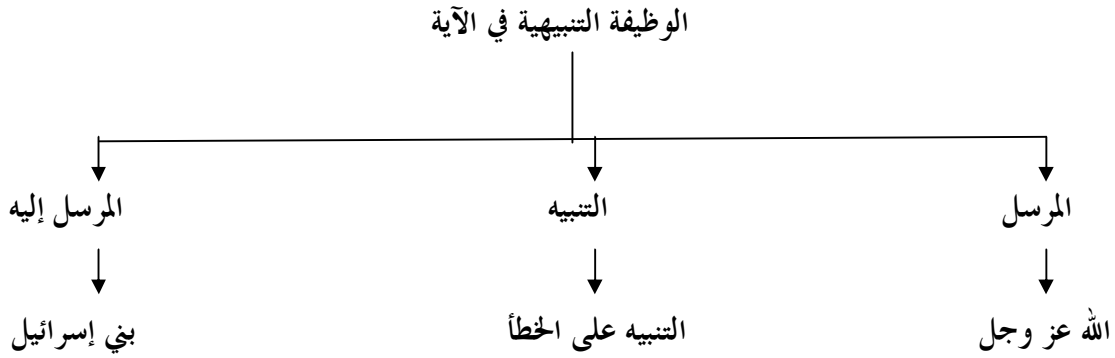 الوظيفة التنبيهية في الآية
المرسل التنبيه المرسل إليه
الله عز وجل التنبيه على الخطأ بني إسرائيل